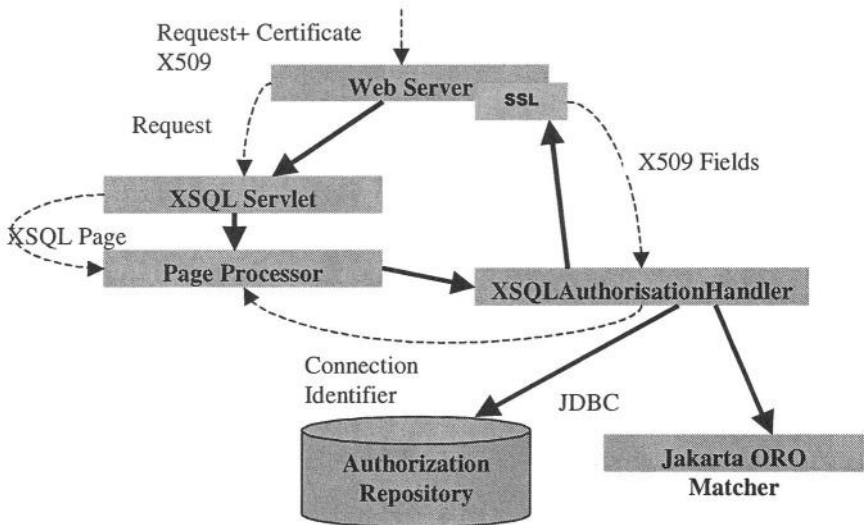 Request+ Certificate
X509
Web Server
SSL
Request
X509 Fields
XSQL Servlet
XSQL Page
Page Processor
XSQLAuthorisationHandler
Connection
Identifier
JDBC
Authorization
Repository
Jakarta ORO
Matcher